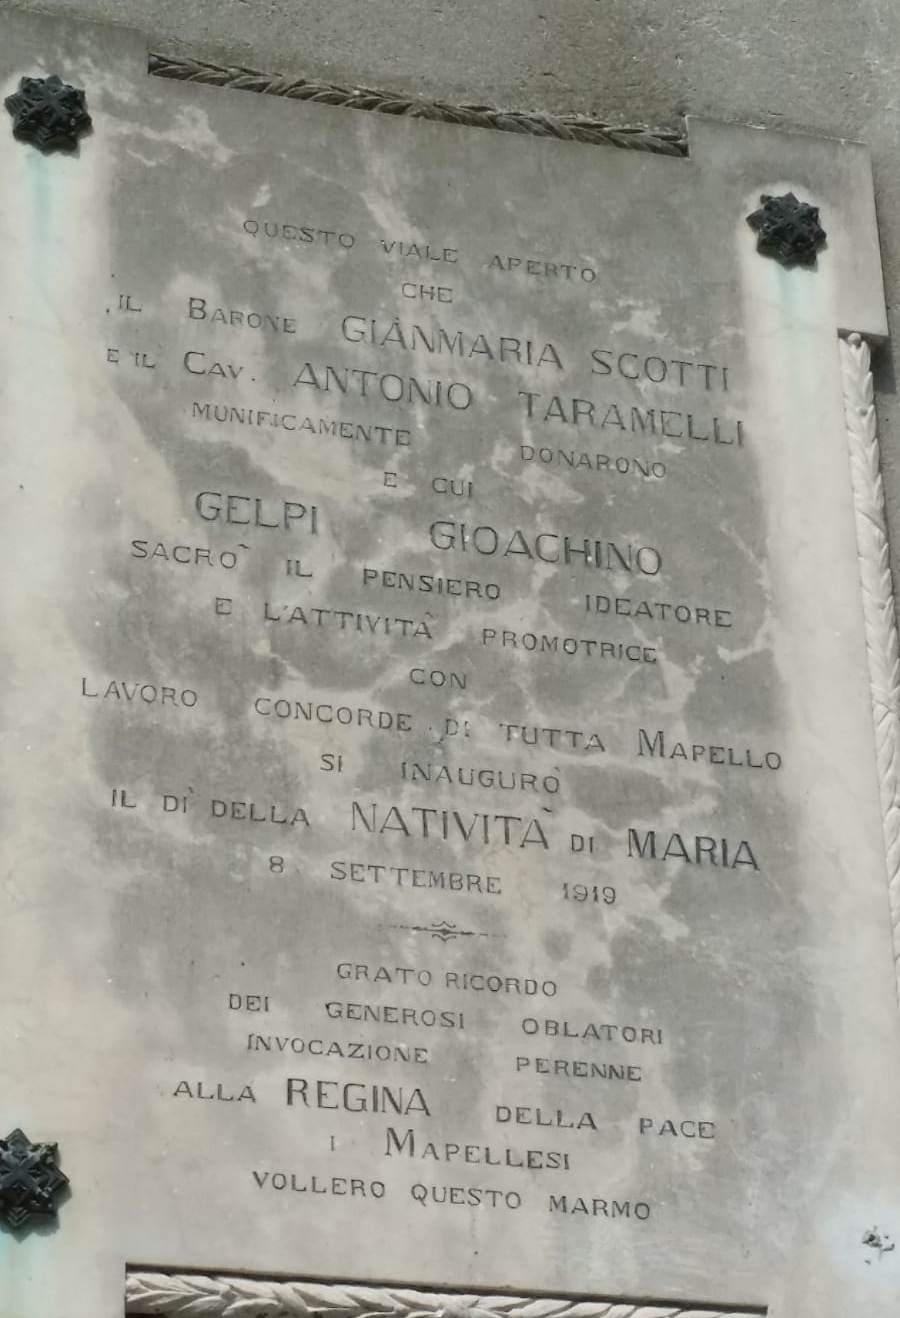 QUESTO VIALE APERTO
CHE
IL BARONE GIANMARIA SCOTTI
E IL CAV. ANTONIO TARAMELLI
MUNIFICAMENTE DONARONO
E CUI
GELPI GIOACHINO
SACRÒ IL PENSIERO IDEATORE
E L'ATTIVITÀ PROMOTRICE
CON
LAVORO CONCORDE DI TUTTA MAPELLO
SI INAUGURÒ
IL DÌ DELLA NATIVITÀ DI MARIA
8 SETTEMBRE 1919
GRATO RICORDO
DEI GENEROSI OBLATORI
INVOCAZIONE PERENNE
ALLA REGINA DELLA PACE
I MAPELLESI
VOLLERO QUESTO MARMO